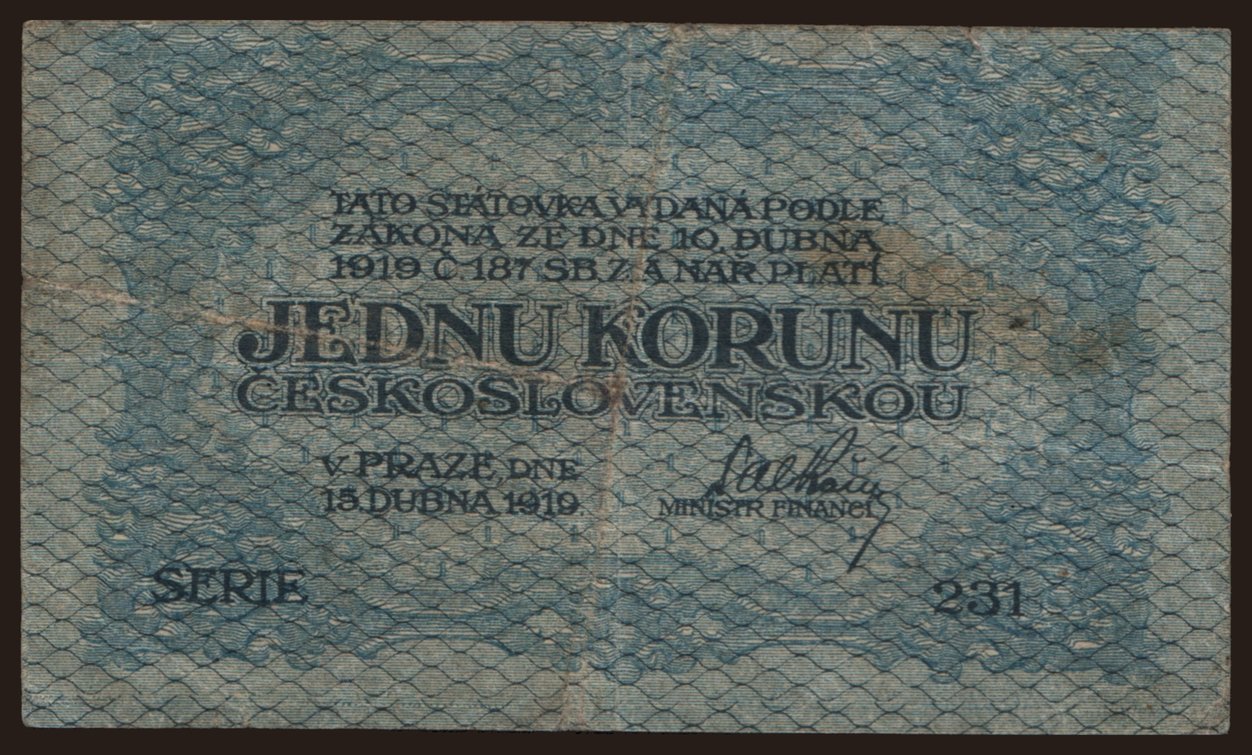 TATO STÁTOVKA VYDANÁ PODLE
ZÁKONA ZE DNE 10. DUBNA
1919 Č. 187 SB. Z. A NAŘ. PLATÍ
JEDNU KORUNU
ČESKOSLOVENSKOU
V PRAZE, DNE
15. DUBNA 1919
MINISTR FINANCÍ
SERIE 231